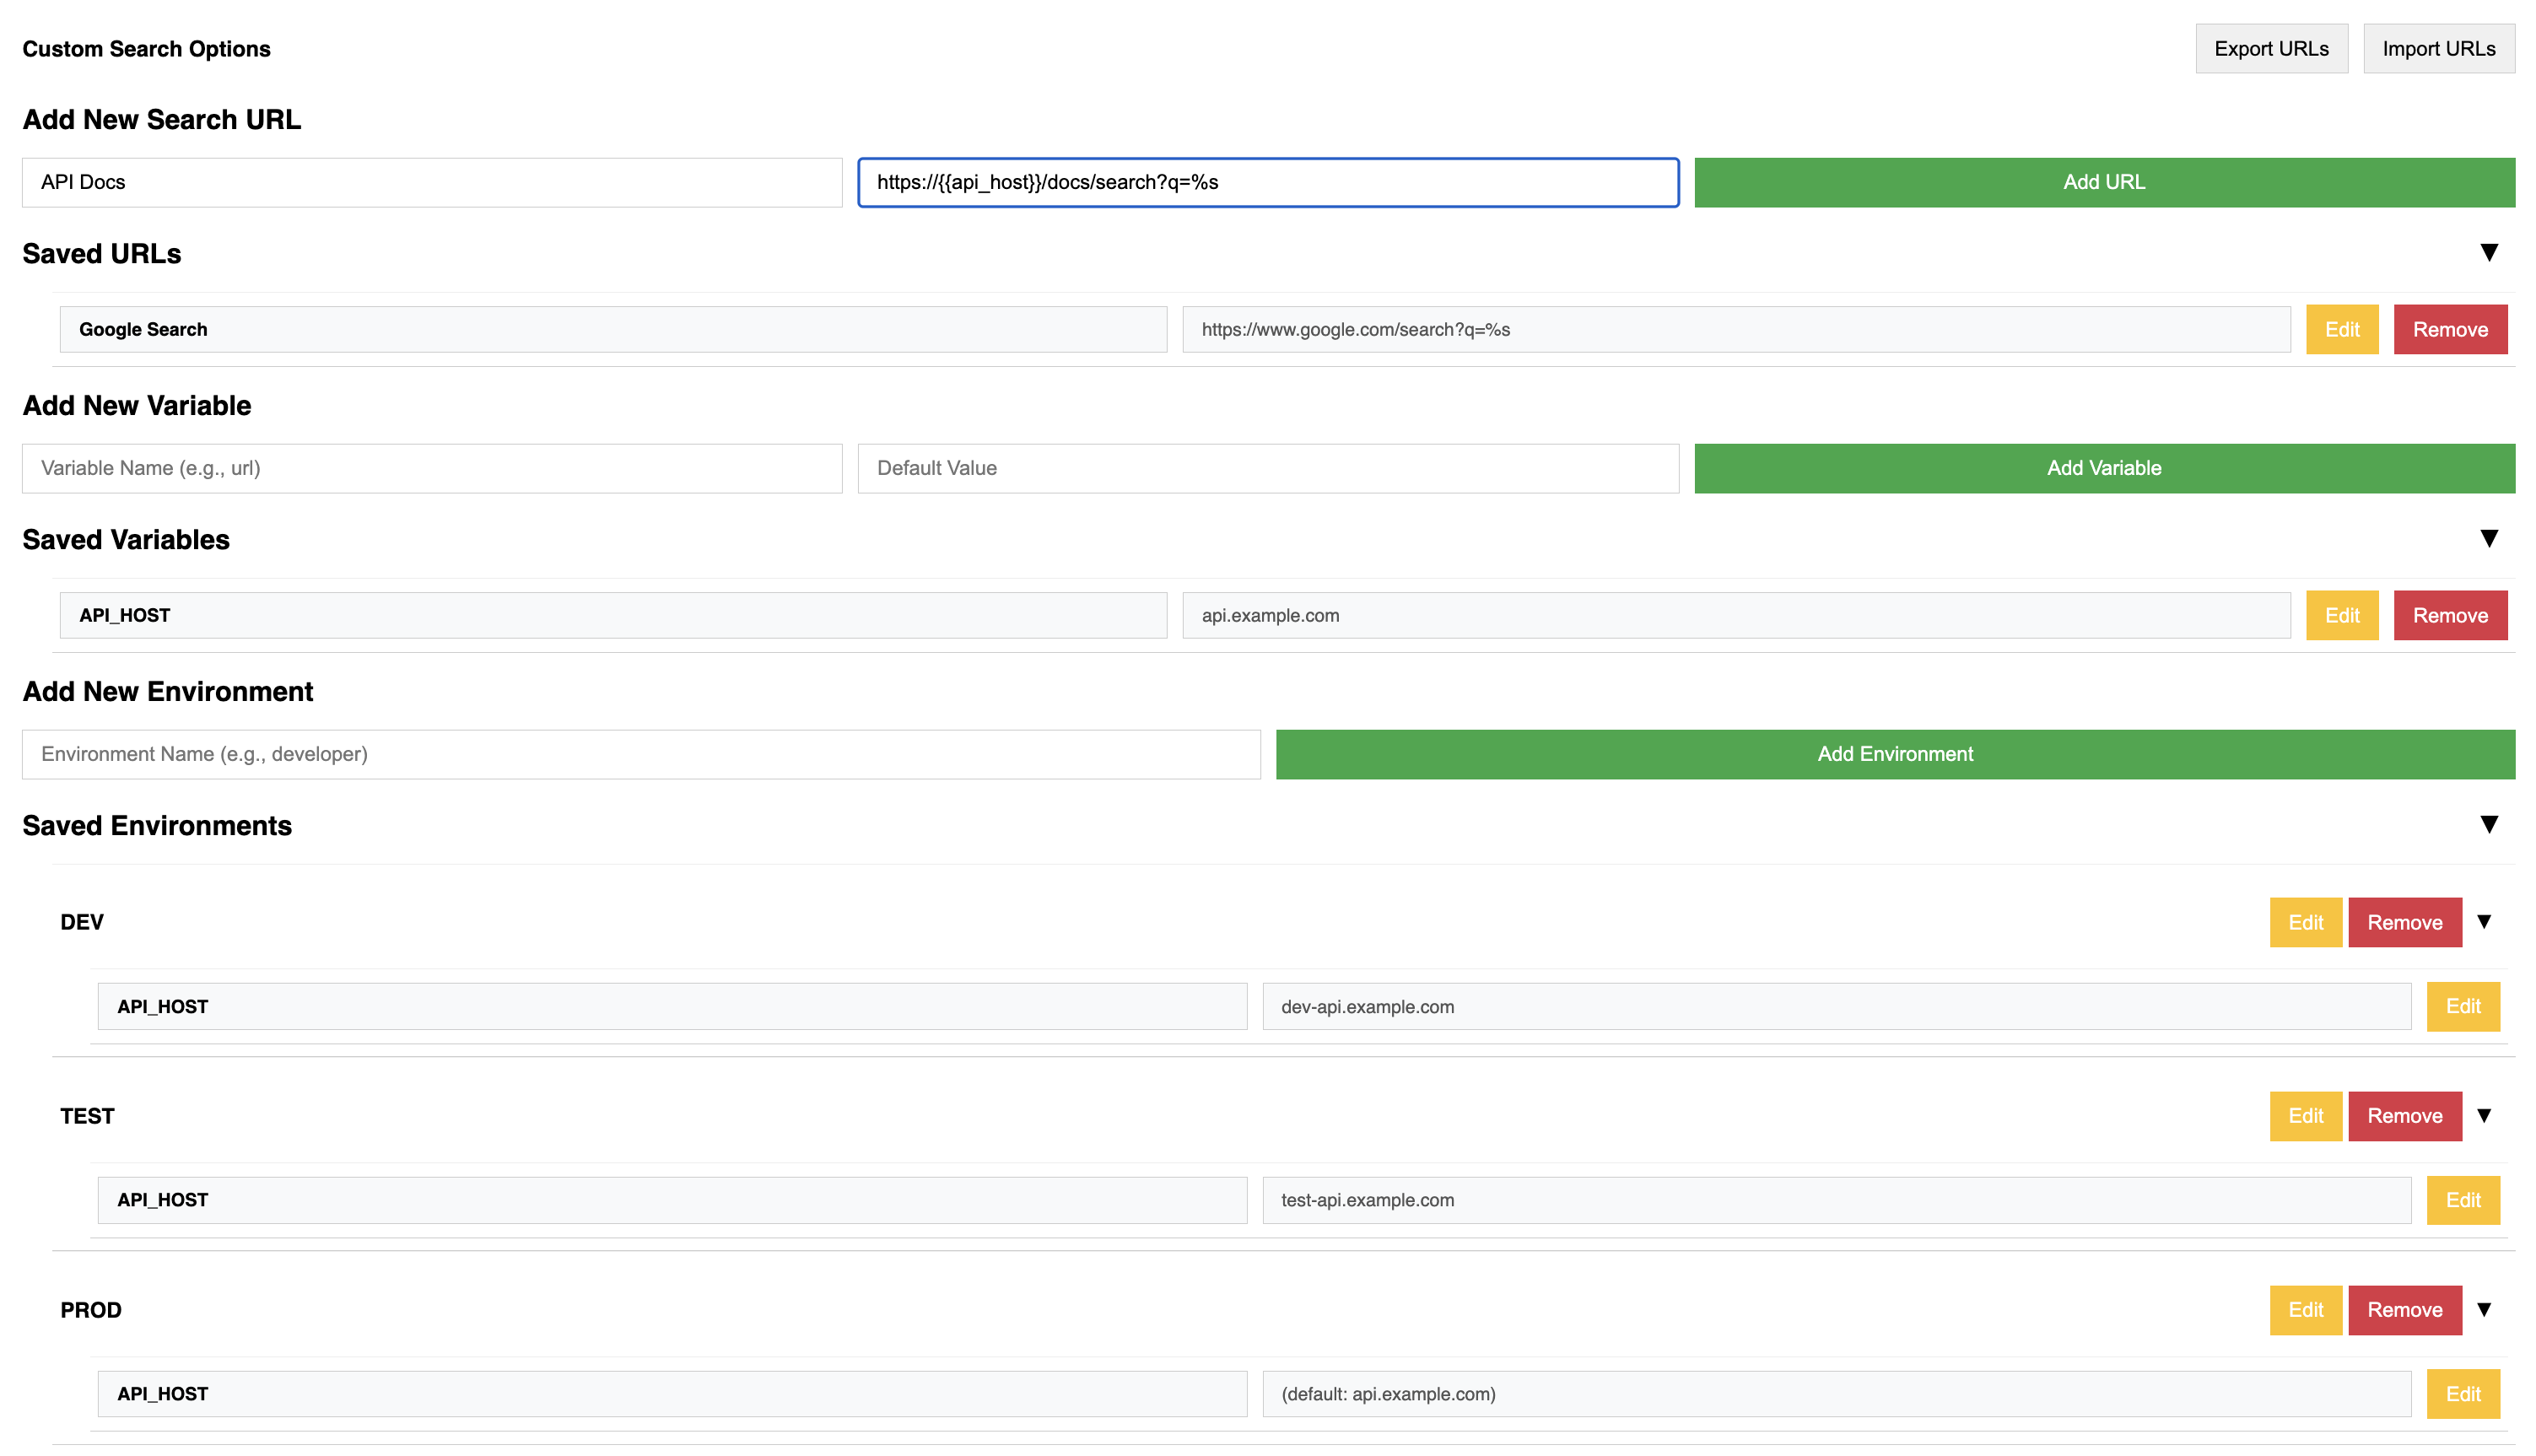 Custom Search Options
Export URLs
Import URLs
Add New Search URL
API Docs
https://{{api_host}}/docs/search?q=%s
Add URL
Saved URLs
▼
Google Search
https://www.google.com/search?q=%s
Edit
Remove
Add New Variable
Variable Name (e.g., url)
Default Value
Add Variable
Saved Variables
▼
API_HOST
api.example.com
Edit
Remove
Add New Environment
Environment Name (e.g., developer)
Add Environment
Saved Environments
▼
DEV
Edit
Remove
▼
API_HOST
dev-api.example.com
Edit
TEST
Edit
Remove
▼
API_HOST
test-api.example.com
Edit
PROD
Edit
Remove
▼
API_HOST
(default: api.example.com)
Edit